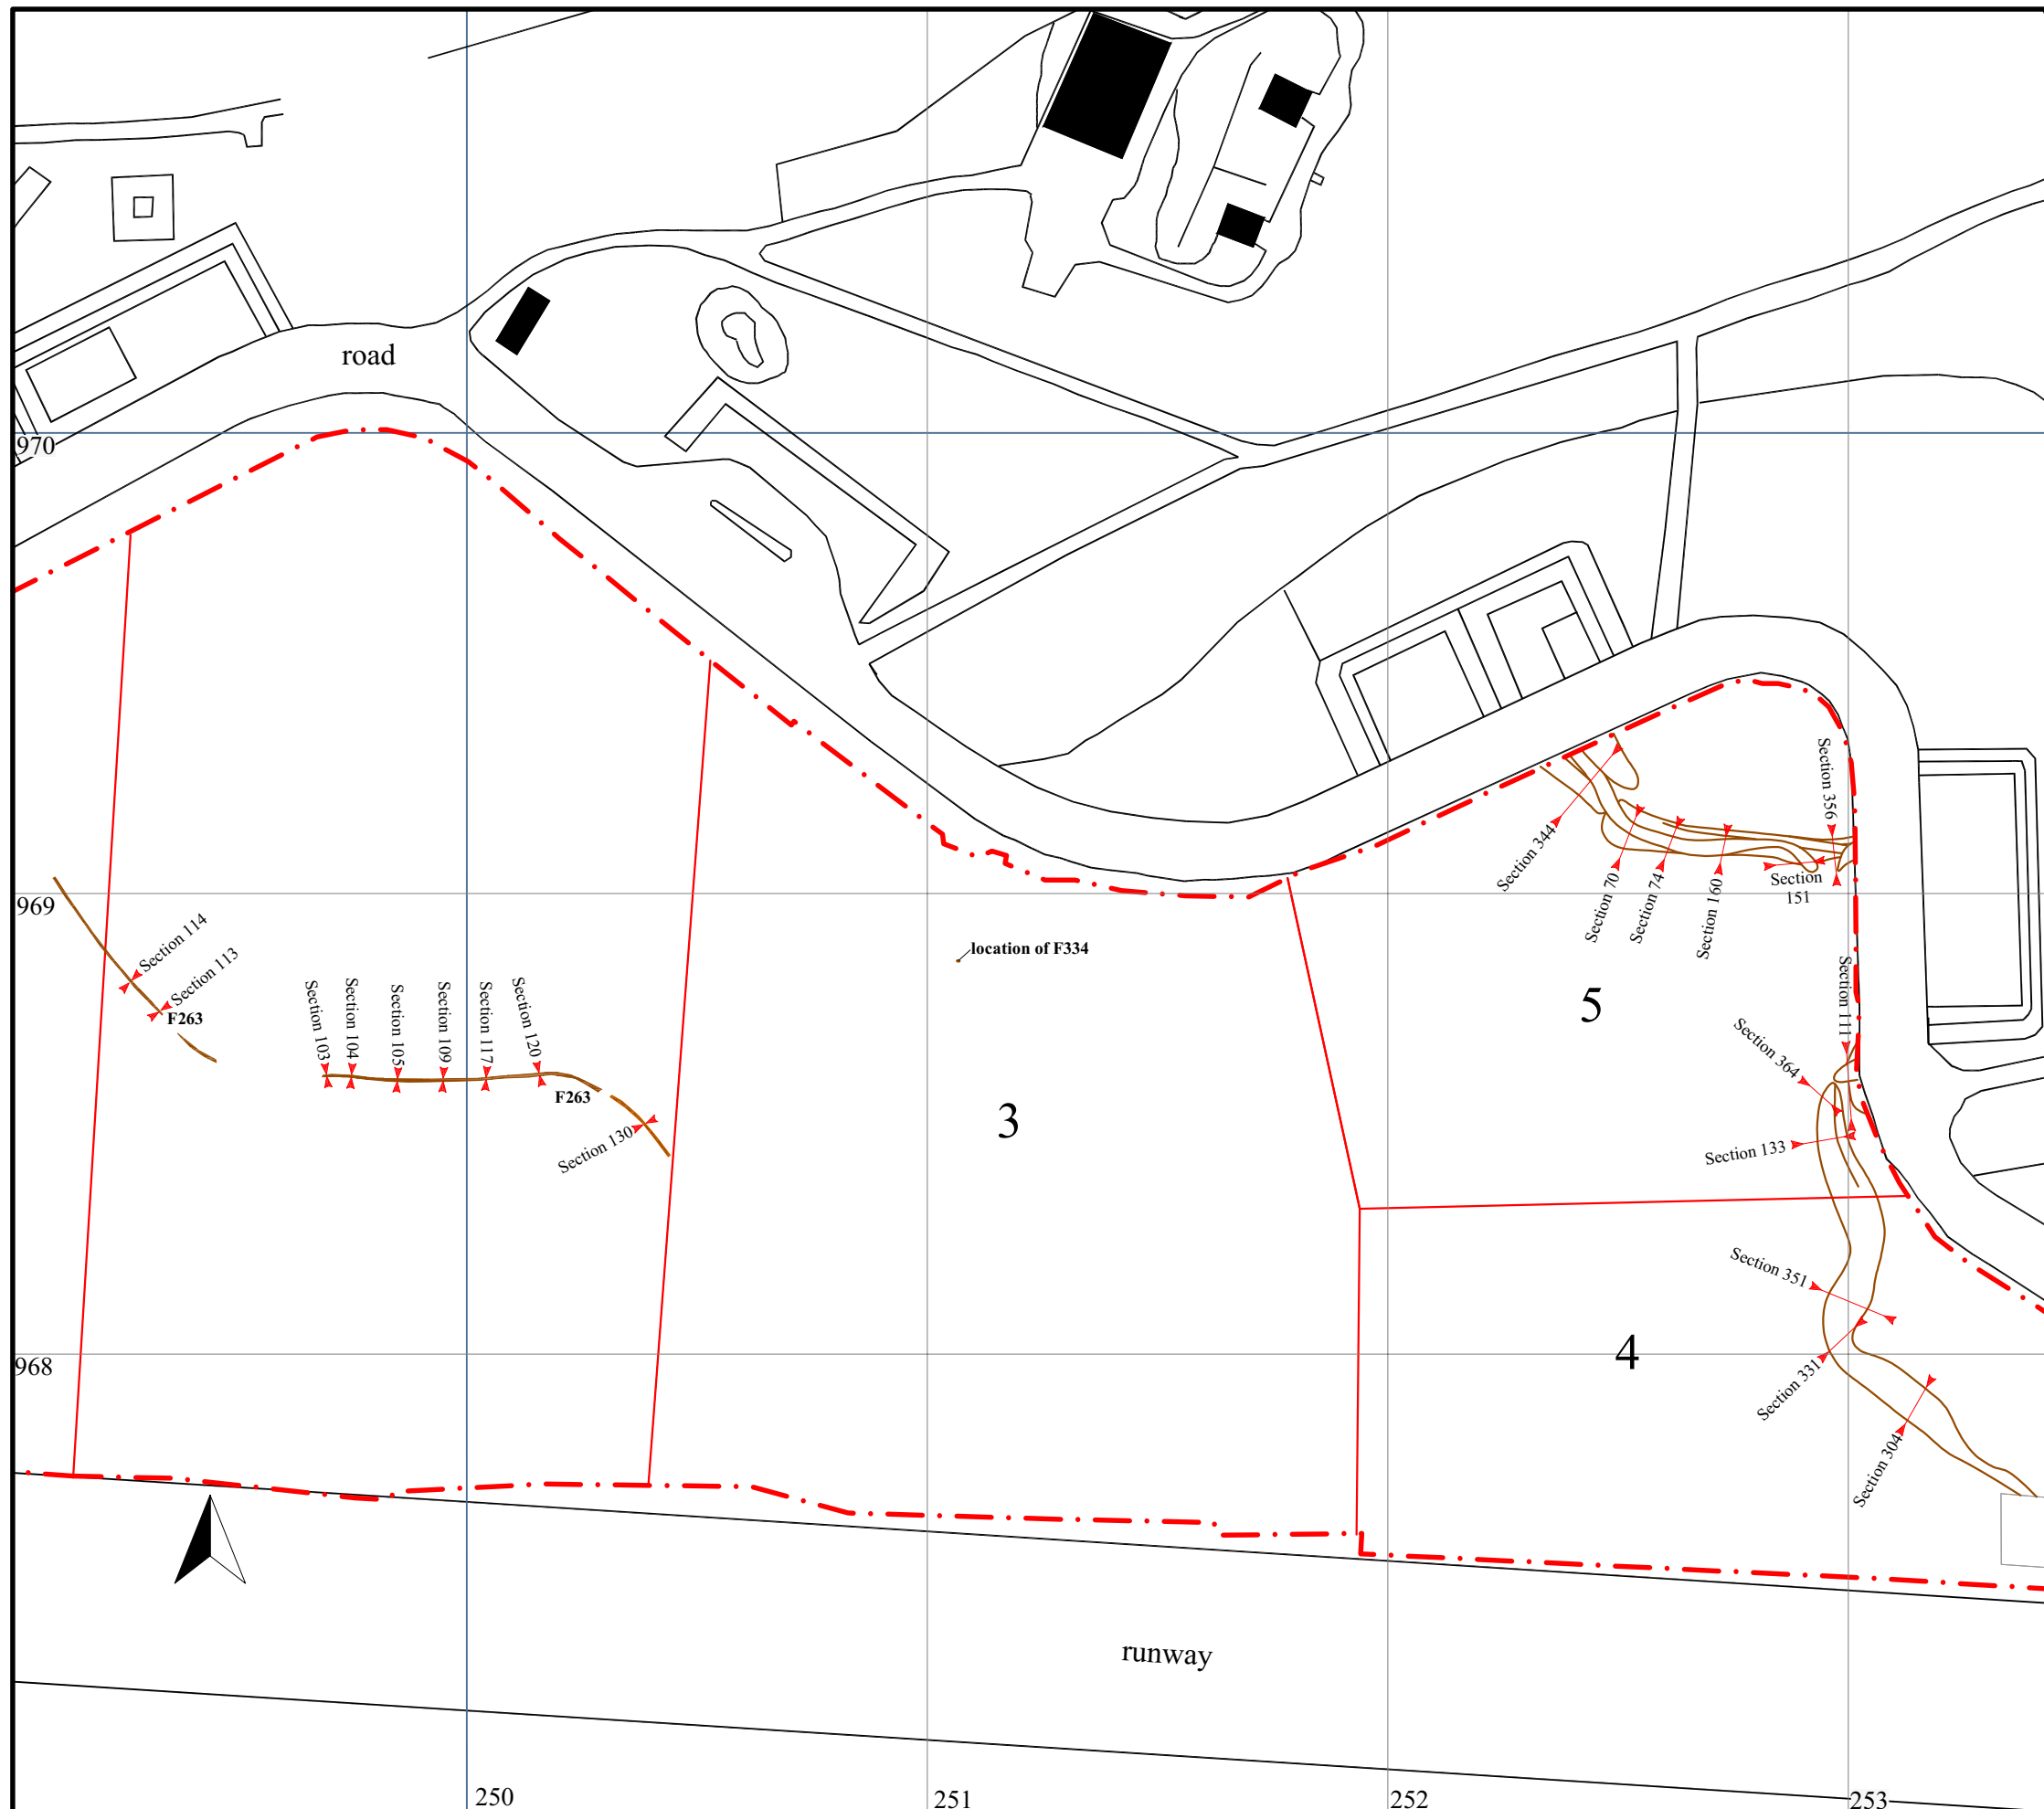 road
970
Section 356
969
Section 344
Section 70
Section 74
Section 160
Section
151
Section 114
Section 113
F263
location of F334
5
Section 111
Section 103
Section 104
Section 105
Section 109
Section 117
Section 120
F263
Section 130
3
Section 364
Section 133
Section 351
968
4
Section 331
Section 304
runway
250
251
252
253